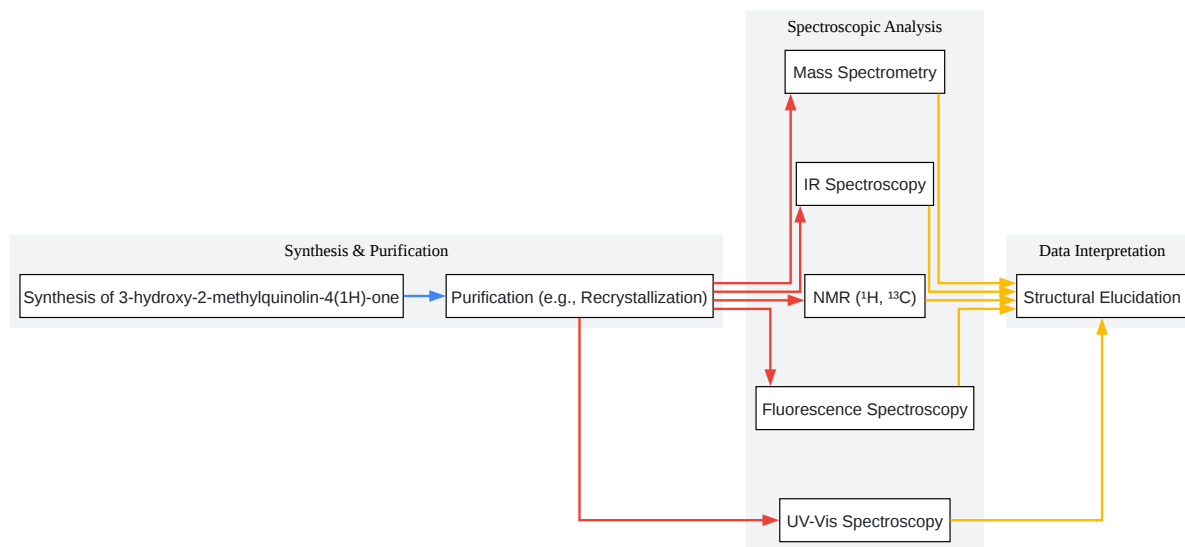 Spectroscopic Analysis
Mass Spectrometry
IR Spectroscopy
Synthesis & Purification
Data Interpretation
Synthesis of 3-hydroxy-2-methylquinolin-4(1H)-one
Purification (e.g., Recrystallization)
NMR (¹H, ¹³C)
Structural Elucidation
Fluorescence Spectroscopy
UV-Vis Spectroscopy